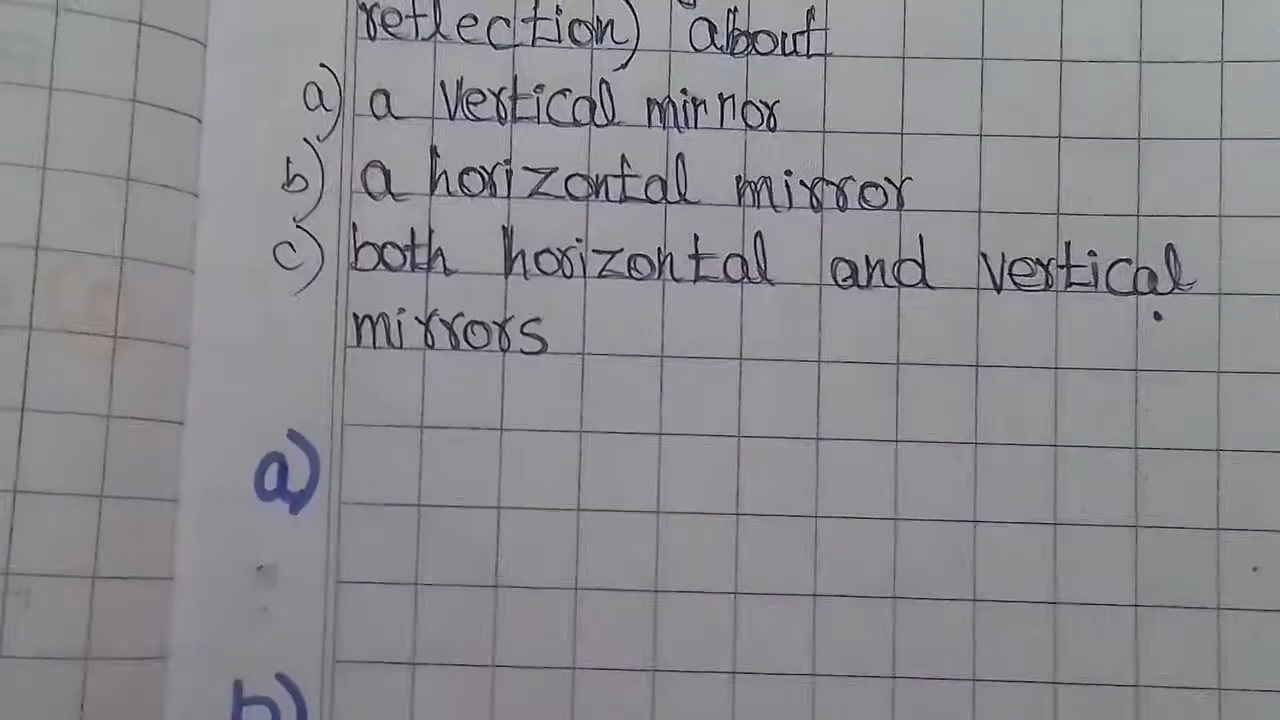 reflection) about
a) a vertical mirror
b) a horizontal mirror
c) both horizontal and vertical
mirrors
a)
b)